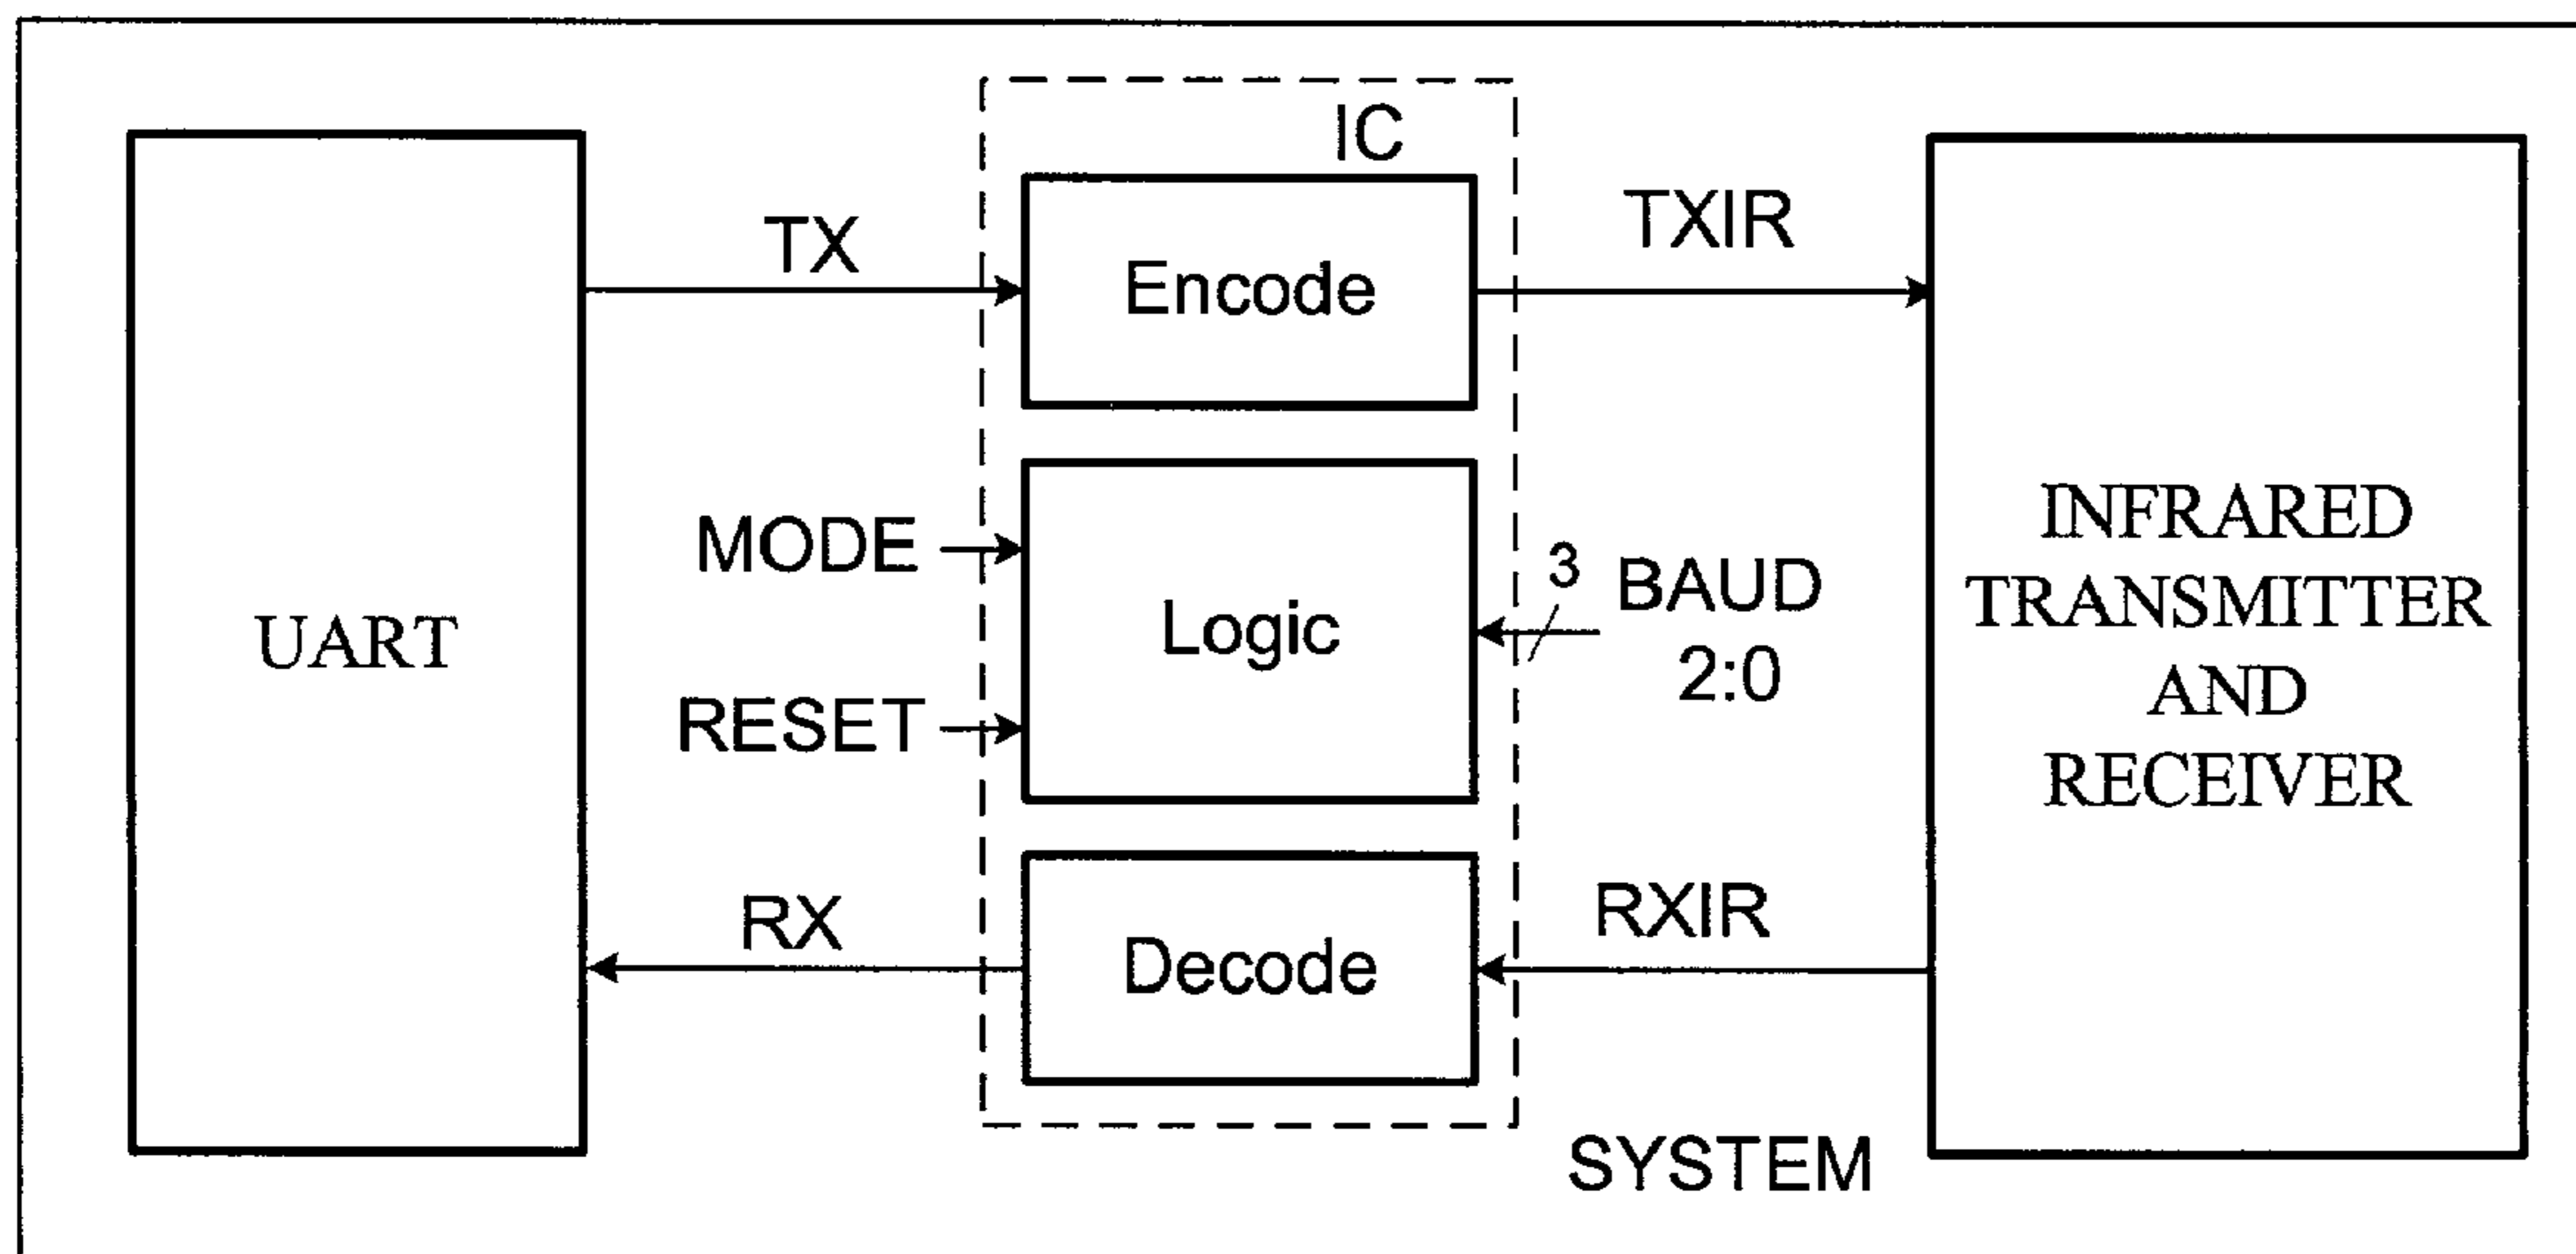 IC
TX
Encode
TXIR
MODE
RESET
Logic
3
BAUD
2:0
UART
INFRARED
TRANSMITTER
AND
RECEIVER
RX
Decode
RXIR
SYSTEM